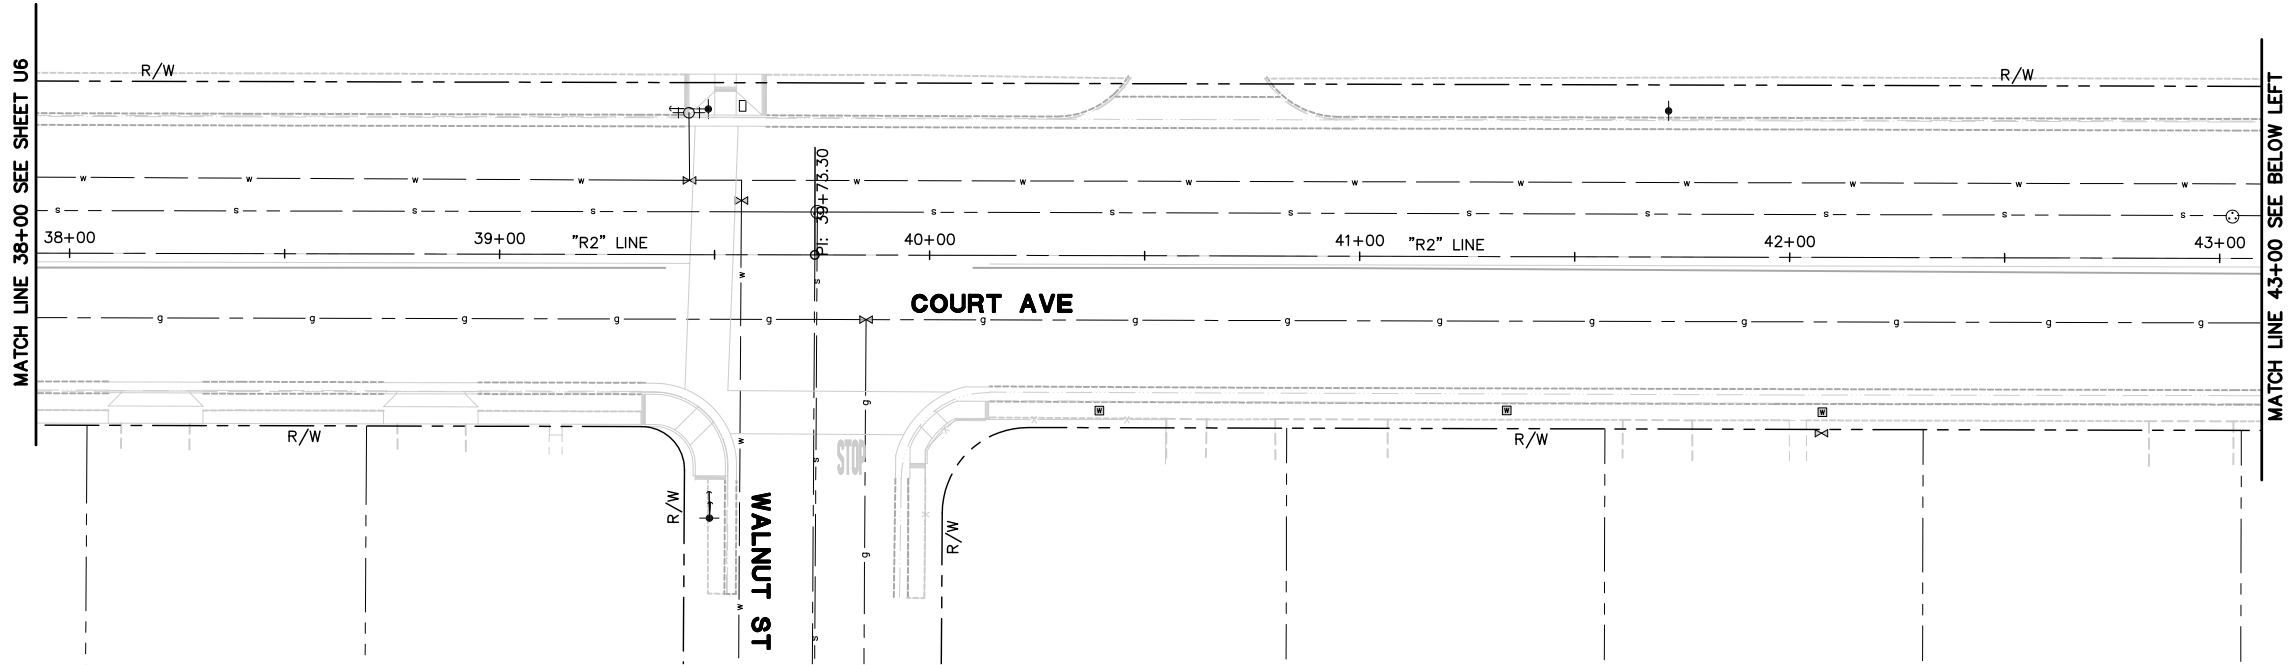 MATCH LINE 38+00 SEE SHEET U6
R/W
R/W
MATCH LINE 43+00 SEE BELOW LEFT
PI: 39+73.30
w w w w w w w w w w w w w
s s s s s s s s s s s s
38+00
39+00
"R2" LINE
40+00
41+00
"R2" LINE
42+00
43+00
w
s
COURT AVE
g g g g g g g g g g g g g g
g
W
W
W
R/W
R/W
w
s
STOP
R/W
WALNUT ST
R/W
g
w
s